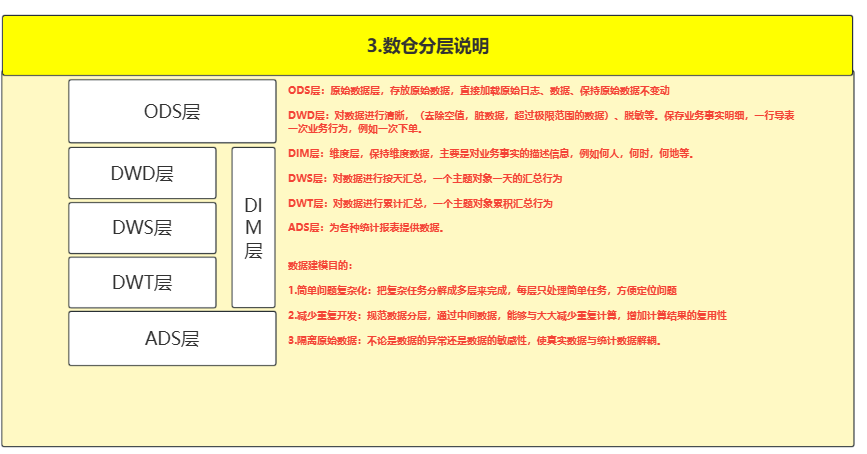 3.数仓分层说明
ODS层
DWD层
DWS层
DWT层
DI
M
层
ADS层
ODS层：原始数据层，存放原始数据，直接加载原始日志、数据、保持原始数据不变动
DWD层：对数据进行清晰，（去除空值，脏数据，超过极限范围的数据）、脱敏等。保存业务事实明细，一行导表
一次业务行为，例如一次下单。
DIM层：维度层，保持维度数据，主要是对业务事实的描述信息，例如何人，何时，何地等。
DWS层：对数据进行按天汇总，一个主题对象一天的汇总行为
DWT层：对数据进行累计汇总，一个主题对象累积汇总行为
ADS层：为各种统计报表提供数据。
数据建模目的：
1.简单问题复杂化：把复杂任务分解成多层来完成，每层只处理简单任务，方便定位问题
2.减少重复开发：规范数据分层，通过中间数据，能够与大大减少重复计算，增加计算结果的复用性
3.隔离原始数据：不论是数据的异常还是数据的敏感性，使真实数据与统计数据解耦。